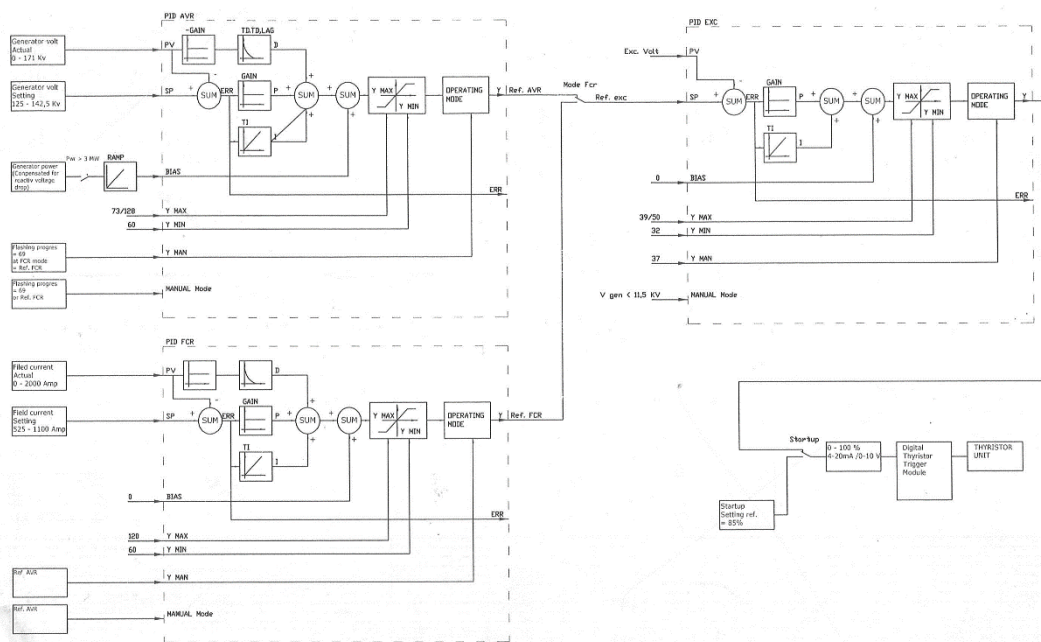 PID AVR
Generator volt
Actual
0 - 171 Kv
PV
-GAIN
TD.TD,LAG
D
Generator volt
Setting
125 - 142,5 Kv
SP
+
-
SUM
ERR
GAIN
P
TI
I
+
+
+
SUM
+
SUM
+
Y MAX
Y MIN
OPERATING
MODE
Y
Ref. AVR
Generator power
(Conpensated for
reactiv voltage
drop)
Pwr > 3 MW
RAMP
BIAS
ERR
73/120
Y MAX
60
Y MIN
Flashing progres
= 69
at FCR mode
= Ref. FCR
Y MAN
Flashing progres
= 69
or Ref. FCR
MANUAL Mode
Mode Fcr
Ref. exc
PID EXC
Exc. Volt
PV
SP
+
-
SUM
ERR
GAIN
P
TI
I
+
+
SUM
+
SUM
+
Y MAX
Y MIN
OPERATING
MODE
Y
0
BIAS
ERR
39/50
Y MAX
32
Y MIN
37
Y MAN
V gen < 11,5 KV
MANUAL Mode
PID FCR
Filed current
Actual
0 - 2000 Amp
PV
D
Field current
Setting
525 - 1100 Amp
SP
+
-
SUM
ERR
GAIN
P
TI
I
+
+
+
SUM
+
SUM
+
Y MAX
Y MIN
OPERATING
MODE
Y
Ref. FCR
0
BIAS
ERR
120
Y MAX
60
Y MIN
Ref AVR
Y MAN
Ref. AVR
MANUAL Mode
Startup
0 - 100 %
4-20mA /0-10 V
Digital
Thyristor
Trigger
Module
THYRISTOR
UNIT
Startup
Setting ref.
= 85%